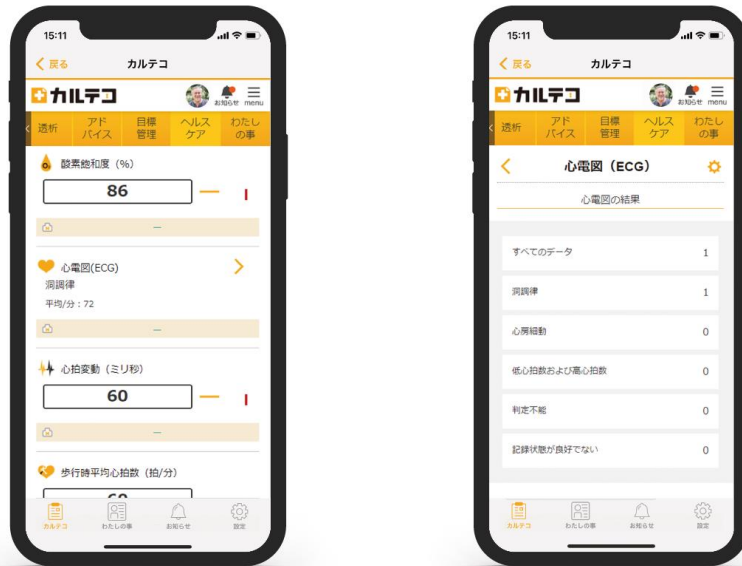 15:11
戻る
カルテコ
カルテコ
お知らせ
menu
透析
アド
バイス
目標
管理
ヘルス
ケア
わたし
の事
酸素飽和度（%）
86
心電図(ECG)
洞調律
平均/分：72
心拍変動（ミリ秒）
60
歩行時平均心拍数（拍/分）
60
カルテコ
わたしの事
お知らせ
設定
15:11
戻る
カルテコ
カルテコ
お知らせ
menu
透析
アド
バイス
目標
管理
ヘルス
ケア
わたし
の事
心電図（ECG）
心電図の結果
すべてのデータ 1
洞調律 1
心房細動 0
低心拍数および高心拍数 0
判定不能 0
記録状態が良好でない 0
カルテコ
わたしの事
お知らせ
設定